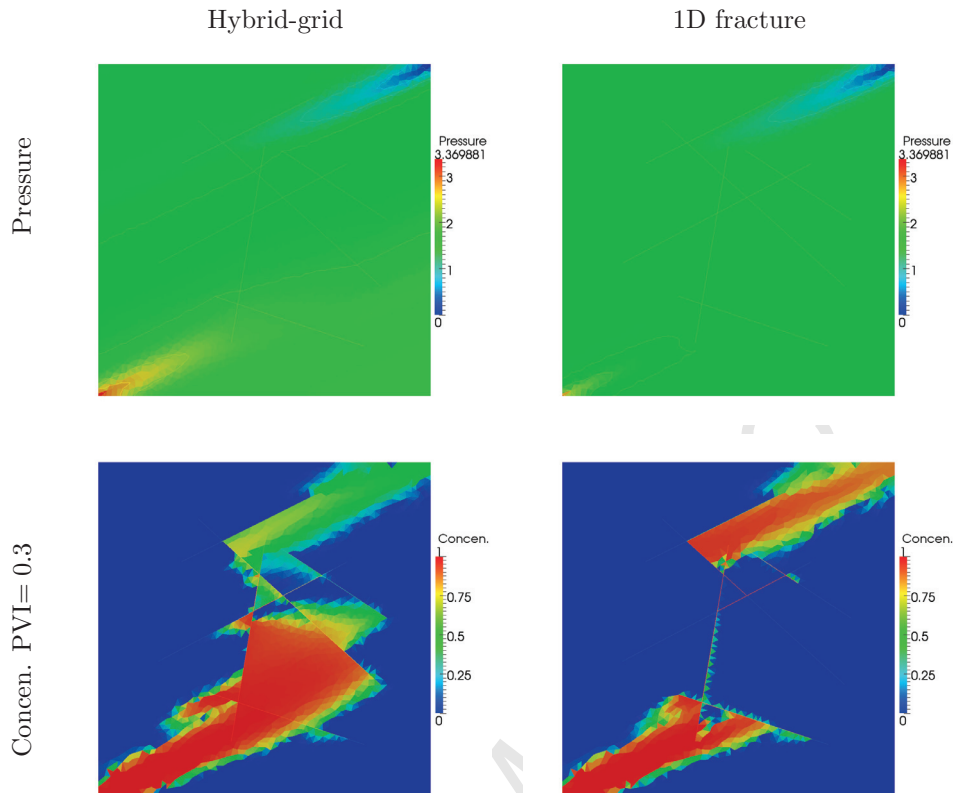 Hybrid-grid
1D fracture
Pressure
Pressure
3.369881
3
2
1
0
Pressure
3.369881
3
2
1
0
Concen. PVI= 0.3
Concen.
1
0.75
0.5
0.25
0
Concen.
1
0.75
0.5
0.25
0